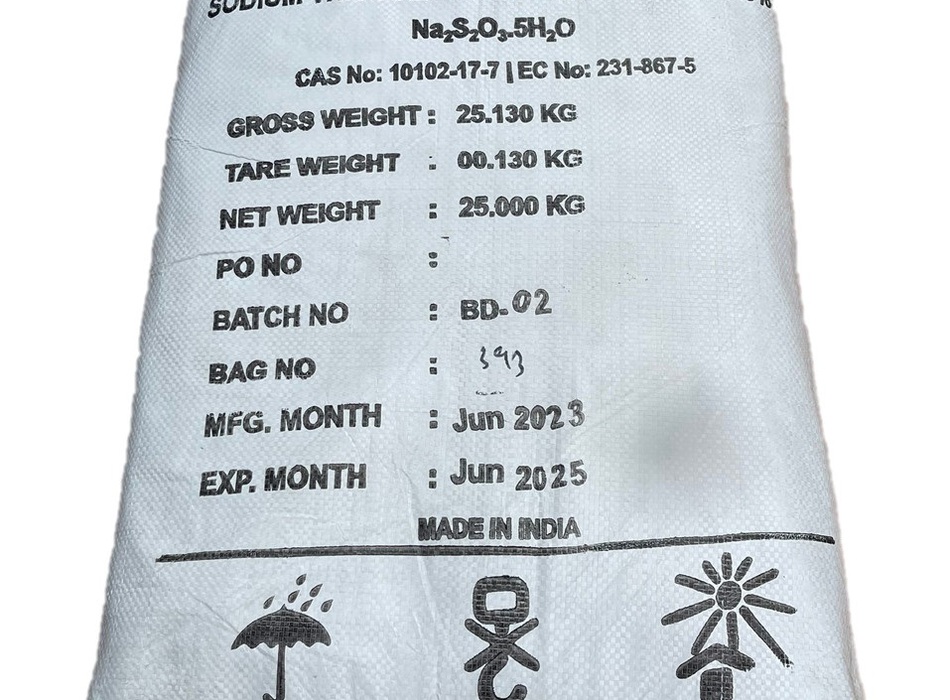 SODIUM
Na₂S₂O₃.5H₂O
CAS No: 10102-17-7 | EC No: 231-867-5
GROSS WEIGHT : 25.130 KG
TARE WEIGHT : 00.130 KG
NET WEIGHT : 25.000 KG
PO NO :
BATCH NO : BD-02
BAG NO : 393
MFG. MONTH : Jun 2023
EXP. MONTH : Jun 2025
MADE IN INDIA